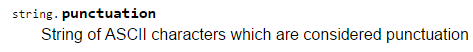 string.punctuation
String of ASCII characters which are considered punctuation